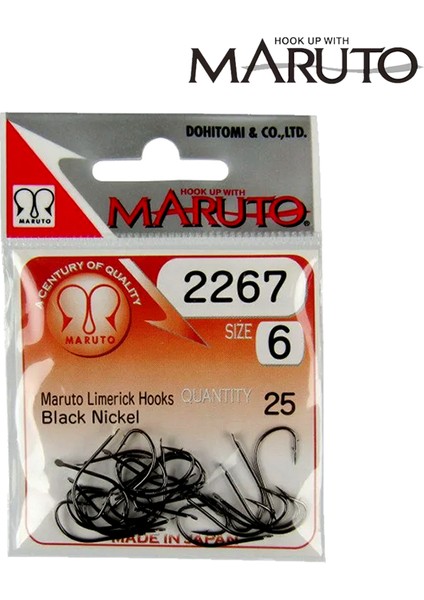 HOOK UP WITH
MARUTO
DOHITOMI & CO., LTD.
MARUTO
HOOK UP WITH
MARUTO®
A CENTURY OF QUALITY
MARUTO
2267
SIZE 6
Maruto Limerick Hooks QUANTITY 25
Black Nickel
MADE IN JAPAN